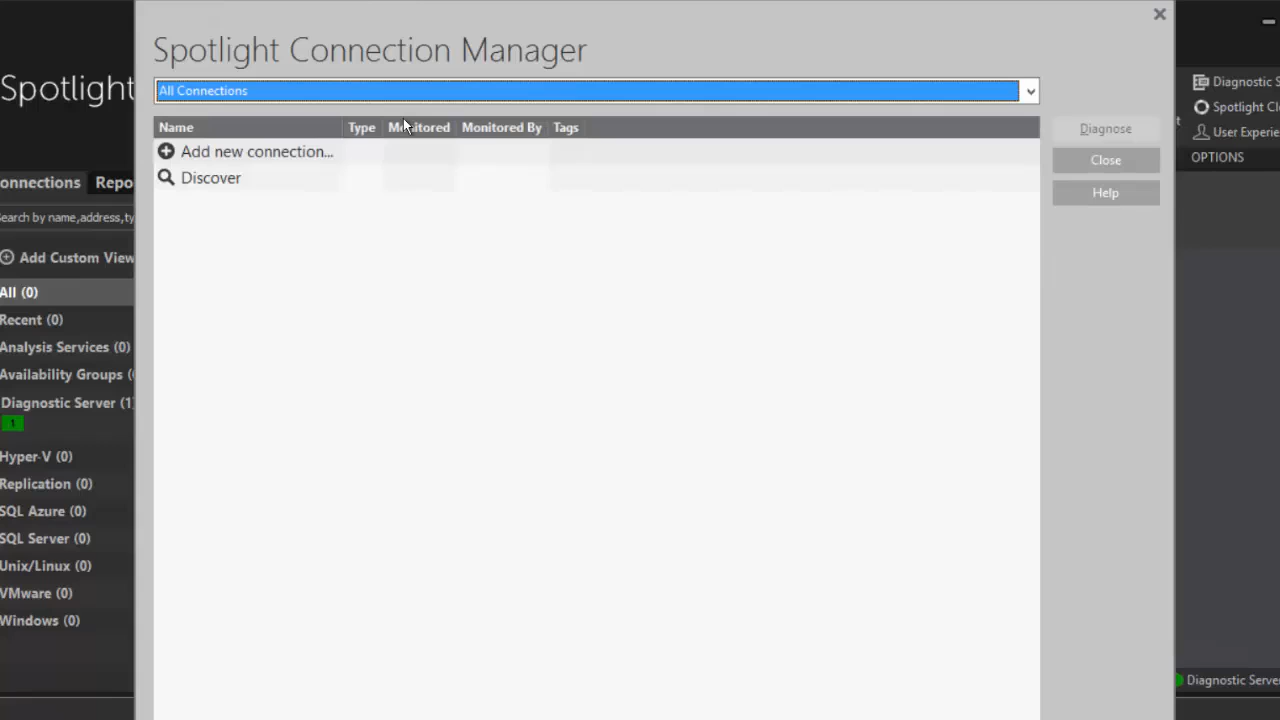 Spotlight Connection Manager
All Connections
Name Type Monitored Monitored By Tags
Add new connection...
Discover
Diagnose
Close
Help
Spotlight
onnections Repo
Search by name,address,ty
Add Custom View
All (0)
Recent (0)
Analysis Services (0)
Availability Groups (
Diagnostic Server (1)
1
Hyper-V (0)
Replication (0)
SQL Azure (0)
SQL Server (0)
Unix/Linux (0)
VMware (0)
Windows (0)
Diagnostic S
Spotlight Cl
t
User Experie
OPTIONS
Diagnostic Serve